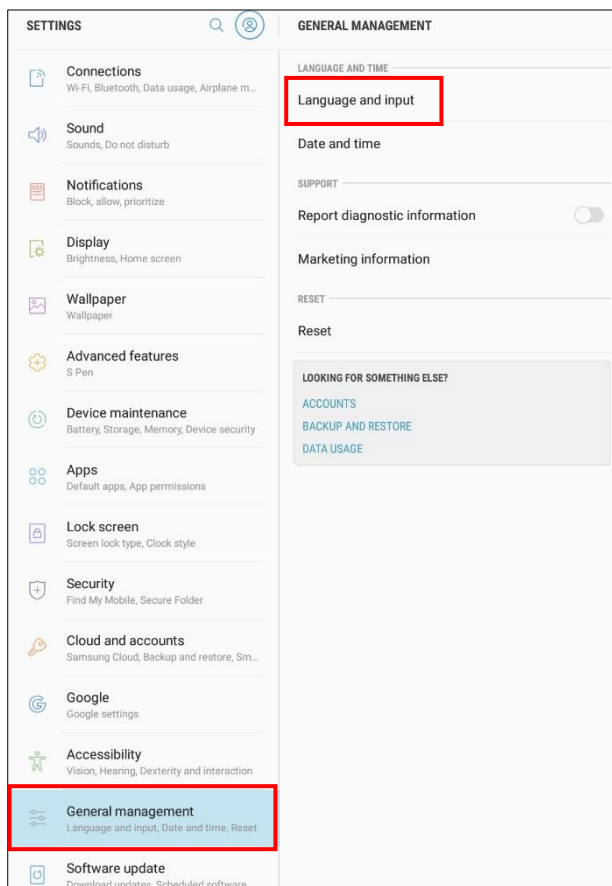 SETTINGS
Connections
Wi-Fi, Bluetooth, Data usage, Airplane m...
Sound
Sounds, Do not disturb
Notifications
Block, allow, prioritize
Display
Brightness, Home screen
Wallpaper
Wallpaper
Advanced features
S Pen
Device maintenance
Battery, Storage, Memory, Device security
Apps
Default apps, App permissions
Lock screen
Screen lock type, Clock style
Security
Find My Mobile, Secure Folder
Cloud and accounts
Samsung Cloud, Backup and restore, Sm...
Google
Google settings
Accessibility
Vision, Hearing, Dexterity and interaction
General management
Language and input, Date and time, Reset
Software update
Download updates, Scheduled software
GENERAL MANAGEMENT
LANGUAGE AND TIME
Language and input
Date and time
SUPPORT
Report diagnostic information
Marketing information
RESET
Reset
LOOKING FOR SOMETHING ELSE?
ACCOUNTS
BACKUP AND RESTORE
DATA USAGE